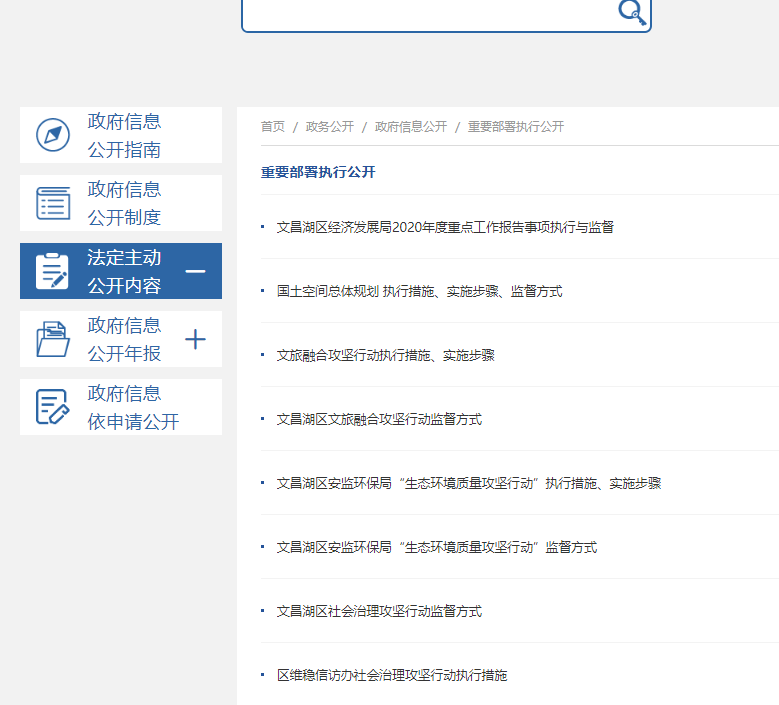 政府信息
公开指南
政府信息
公开制度
法定主动
公开内容
政府信息
公开年报
政府信息
依申请公开
首页 / 政务公开 / 政府信息公开 / 重要部署执行公开
重要部署执行公开
文昌湖区经济发展局2020年度重点工作报告事项执行与监督
国土空间总体规划 执行措施、实施步骤、监督方式
文旅融合攻坚行动执行措施、实施步骤
文昌湖区文旅融合攻坚行动监督方式
文昌湖区安监环保局“生态环境质量攻坚行动”执行措施、实施步骤
文昌湖区安监环保局“生态环境质量攻坚行动”监督方式
文昌湖区社会治理攻坚行动监督方式
区维稳信访办社会治理攻坚行动执行措施